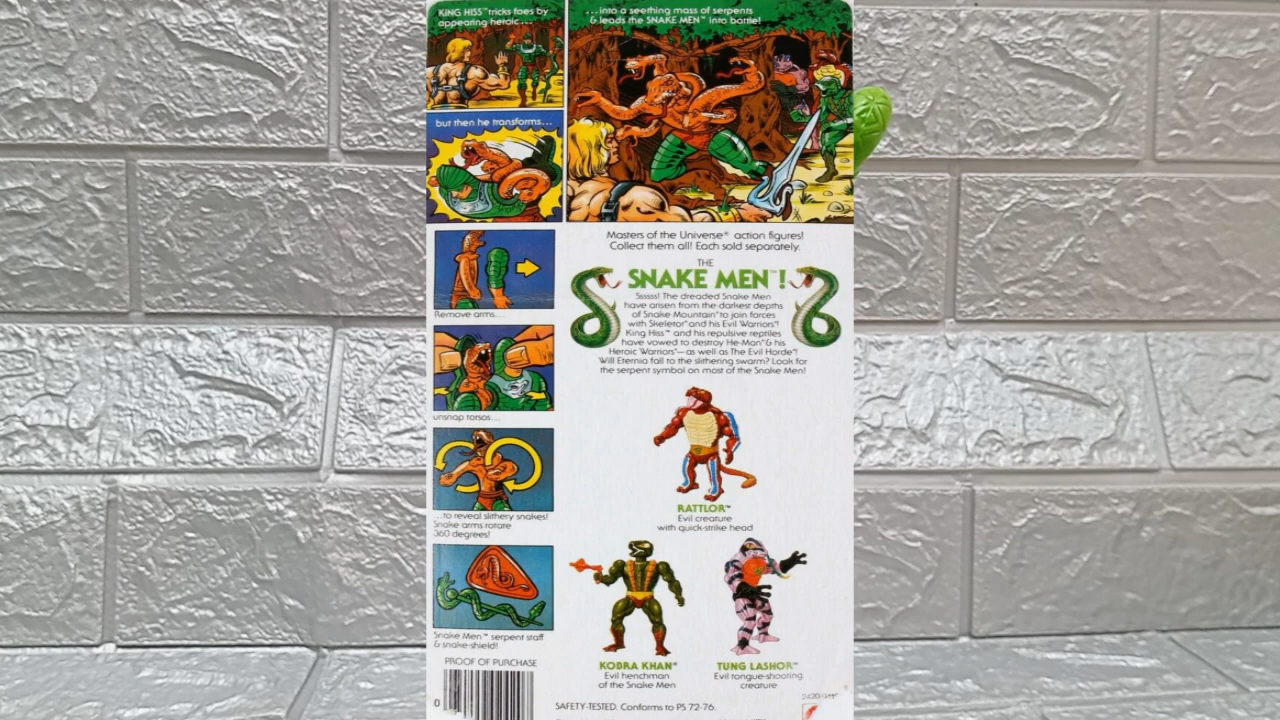 KING HISS™ tricks foes by
appearing heroic...
...into a seething mass of serpents
& leads the SNAKE MEN™ into battle!
but then he transforms...
Masters of the Universe® action figures!
Collect them all! Each sold separately.
THE
SNAKE MEN™!
Sssss! The dreaded Snake Men
have arisen from the darkest depths
of Snake Mountain™ to join forces
with Skeletor® and his Evil Warriors®!
King Hiss™ and his repulsive reptiles
have vowed to destroy He-Man® & his
Heroic Warriors®—as well as The Evil Horde®!
Will Eternia fall to the slithering swarm? Look for
the serpent symbol on most of the Snake Men!
Remove arms...
unsnap torsos...
...to reveal slithery snakes!
Snake arms rotate
360 degrees!
Snake Men™ serpent staff
& snake-shield!
RATTLOR™
Evil creature
with quick-strike head
KOBRA KHAN®
Evil henchman
of the Snake Men
TUNG LASHOR™
Evil tongue-shooting
creature
PROOF OF PURCHASE
0
SAFETY-TESTED. Conforms to PS 72-76.